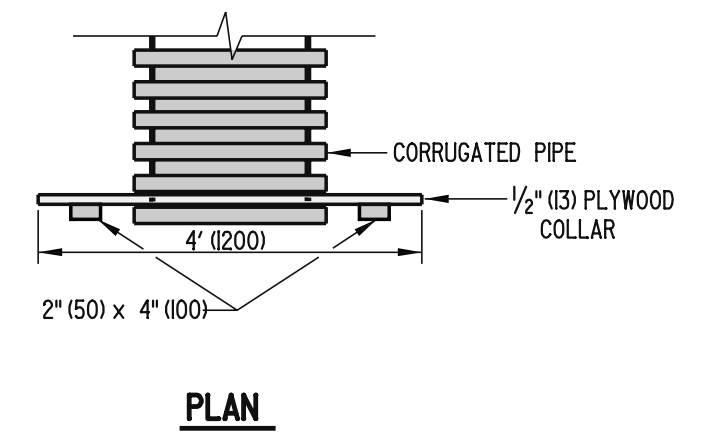 CORRUGATED PIPE
1/2" (13) PLYWOOD
COLLAR
4' (1200)
2" (50) x 4" (100)
PLAN